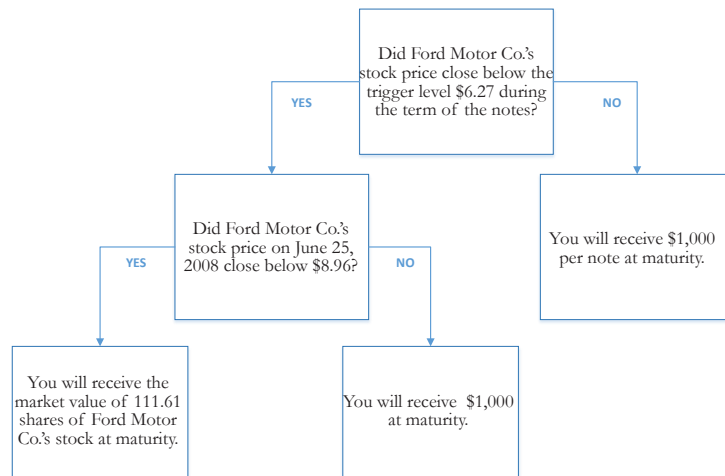 Did Ford Motor Co.'s
stock price close below the
trigger level $6.27 during
the term of the notes?
YES
NO
Did Ford Motor Co.'s
stock price on June 25,
2008 close below $8.96?
You will receive $1,000
per note at maturity.
YES
NO
You will receive the
market value of 111.61
shares of Ford Motor
Co.'s stock at maturity.
You will receive $1,000
at maturity.